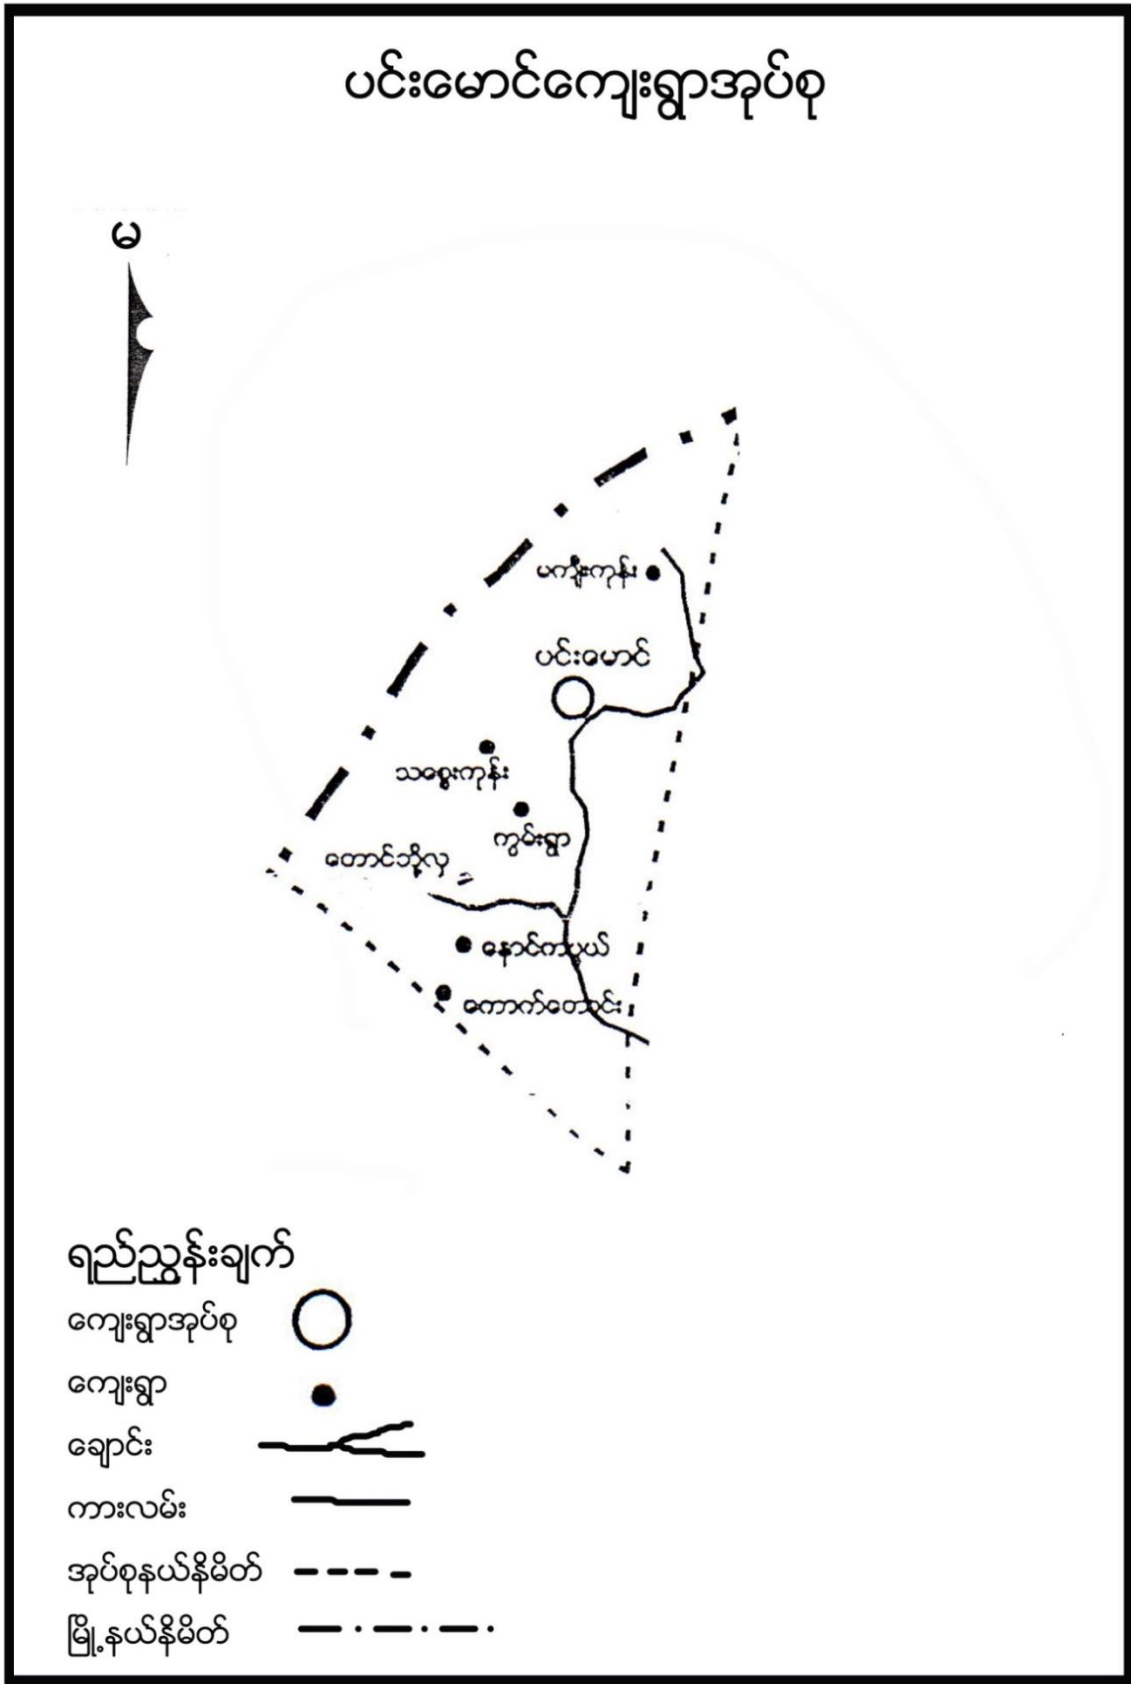 ပင်းမောင်ကျေးရွာအုပ်စု
မ
မကျီးကုန်း
ပင်းမောင်
သစွေးကုန်း
ကွမ်းရွာ
တောင်ဘို့လှ
နောင်ကပွယ်
ကောက်တောင်း
ရည်ညွှန်းချက်
ကျေးရွာအုပ်စု
ကျေးရွာ
ချောင်း
ကားလမ်း
အုပ်စုနယ်နိမိတ်
မြို့နယ်နိမိတ်